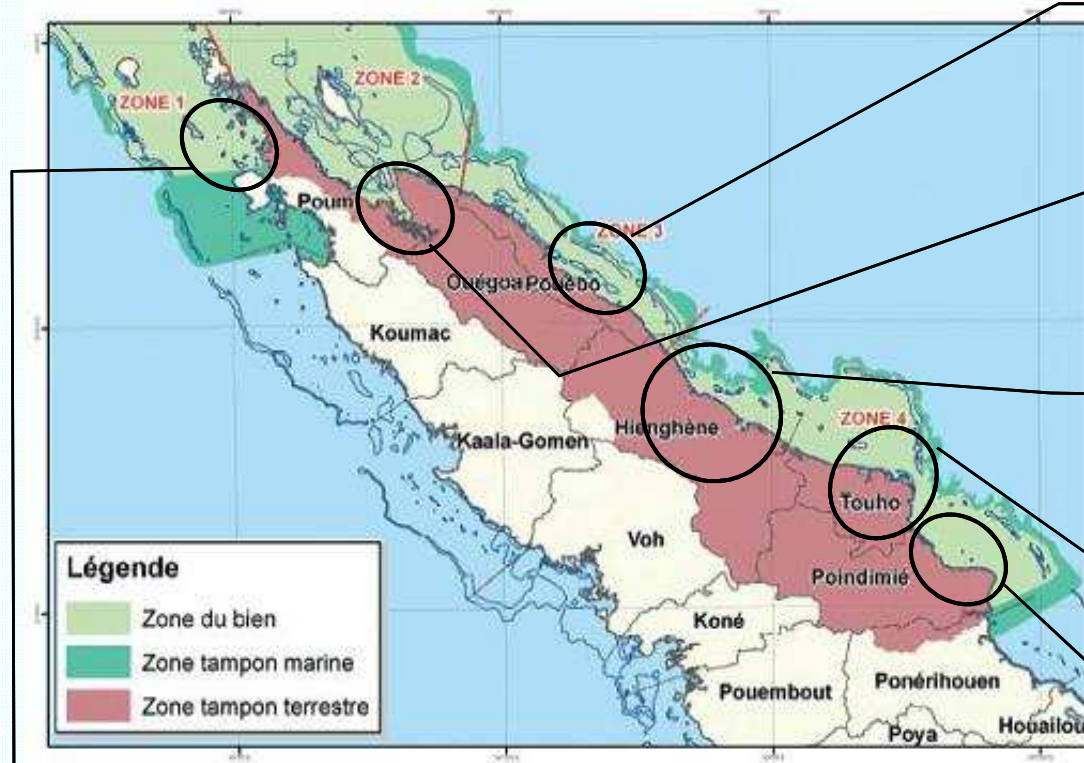 ZONE 2
ZONE 1
Poum
ZONE 3
Ouégoa Pouébo
Koumac
ZONE 4
Hienghène
Kaala-Gomen
Touho
Voh
Poindimié
Koné
Ponérihouen
Pouembout
Houailou
Poya
Légende
Zone du bien
Zone tampon marine
Zone tampon terrestre